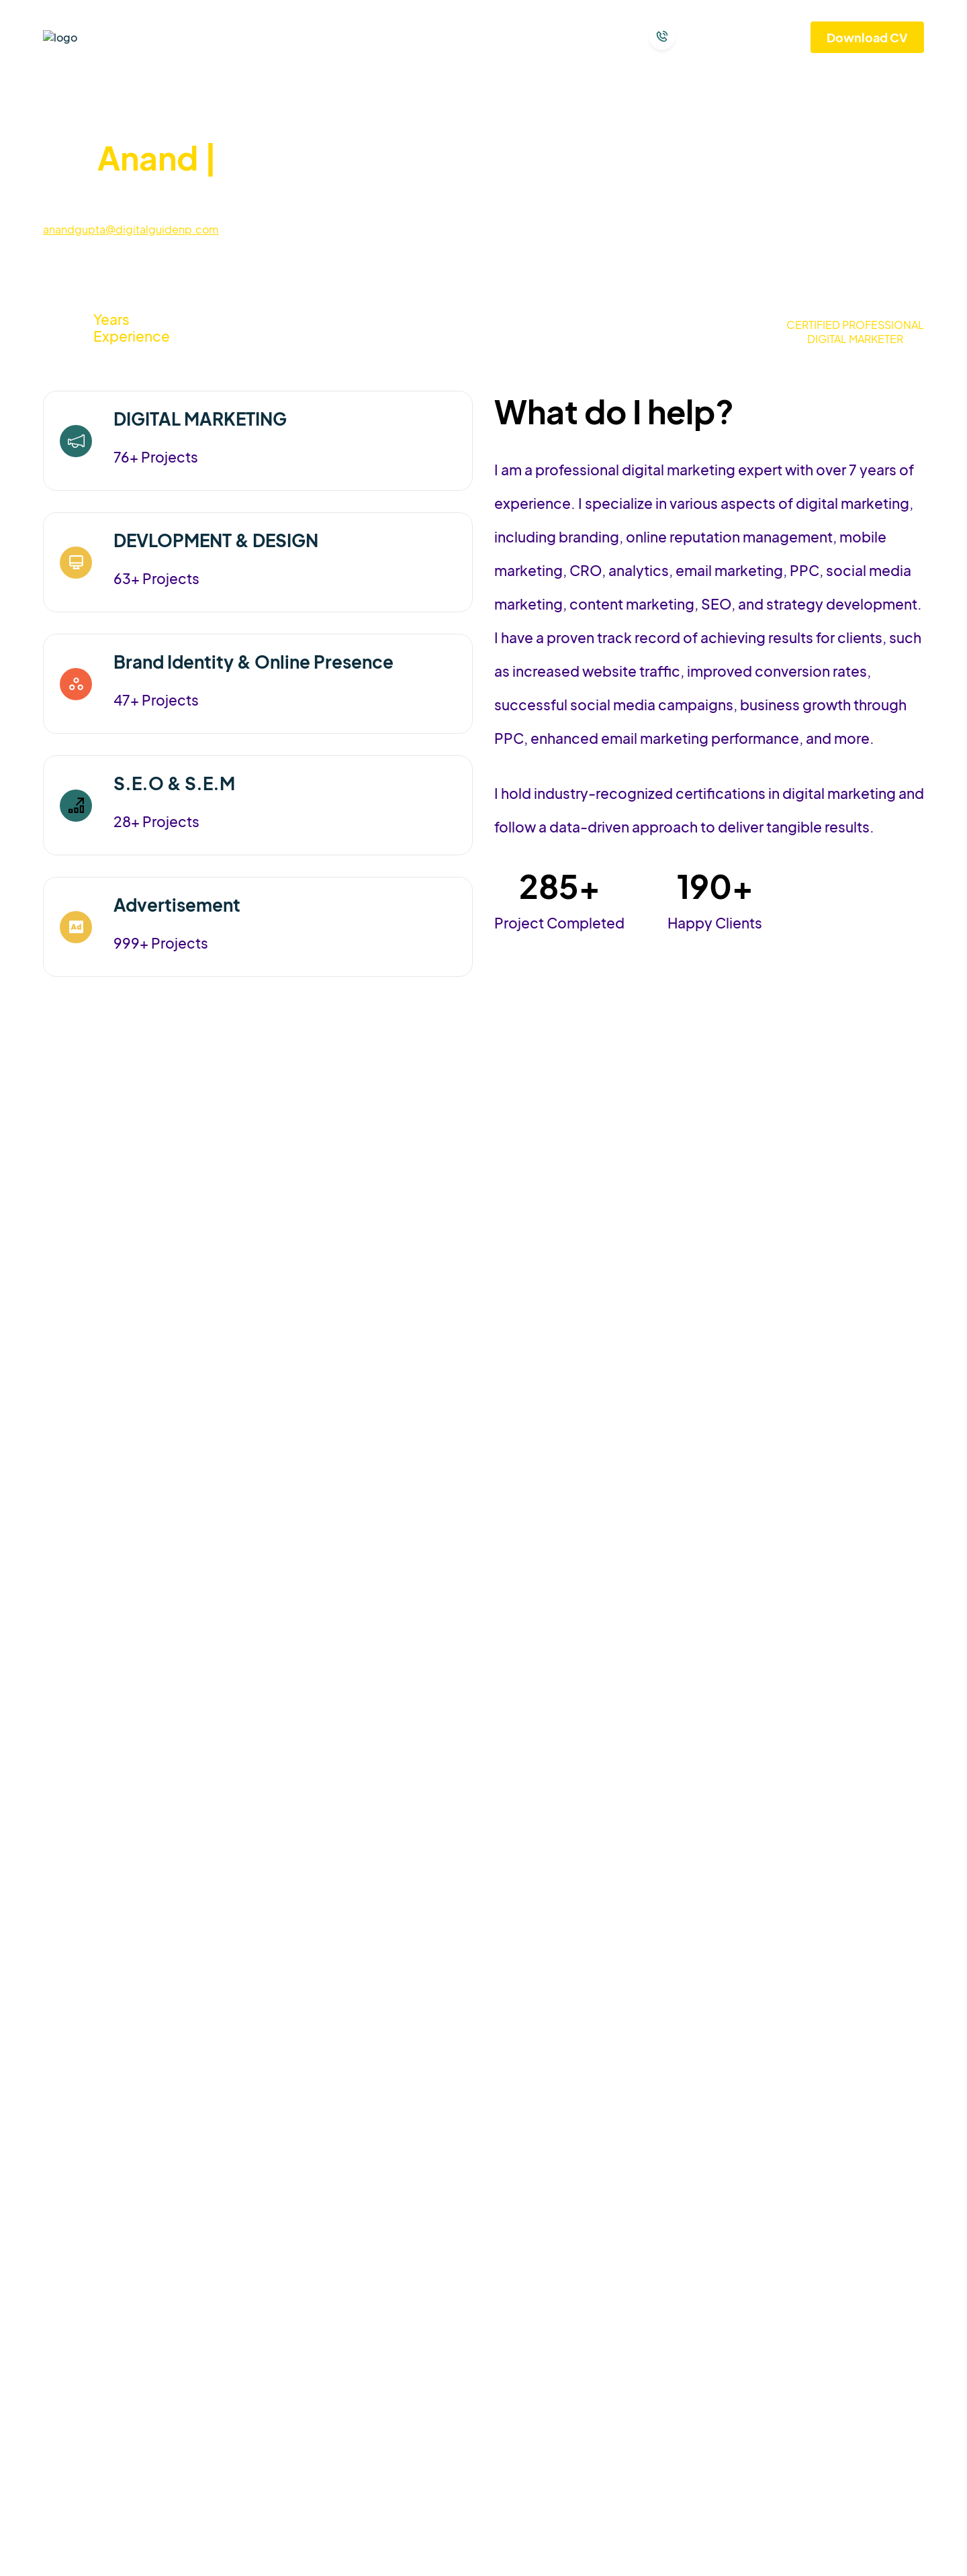 logo
Download CV
Anand |
anandgupta@digitalguidenp.com
Years
Experience
CERTIFIED PROFESSIONAL
DIGITAL MARKETER
DIGITAL MARKETING
76+ Projects
DEVLOPMENT & DESIGN
63+ Projects
Brand Identity & Online Presence
47+ Projects
S.E.O & S.E.M
28+ Projects
Ad
Advertisement
999+ Projects
What do I help?
I am a professional digital marketing expert with over 7 years of
experience. I specialize in various aspects of digital marketing,
including branding, online reputation management, mobile
marketing, CRO, analytics, email marketing, PPC, social media
marketing, content marketing, SEO, and strategy development.
I have a proven track record of achieving results for clients, such
as increased website traffic, improved conversion rates,
successful social media campaigns, business growth through
PPC, enhanced email marketing performance, and more.
I hold industry-recognized certifications in digital marketing and
follow a data-driven approach to deliver tangible results.
285+
Project Completed
190+
Happy Clients